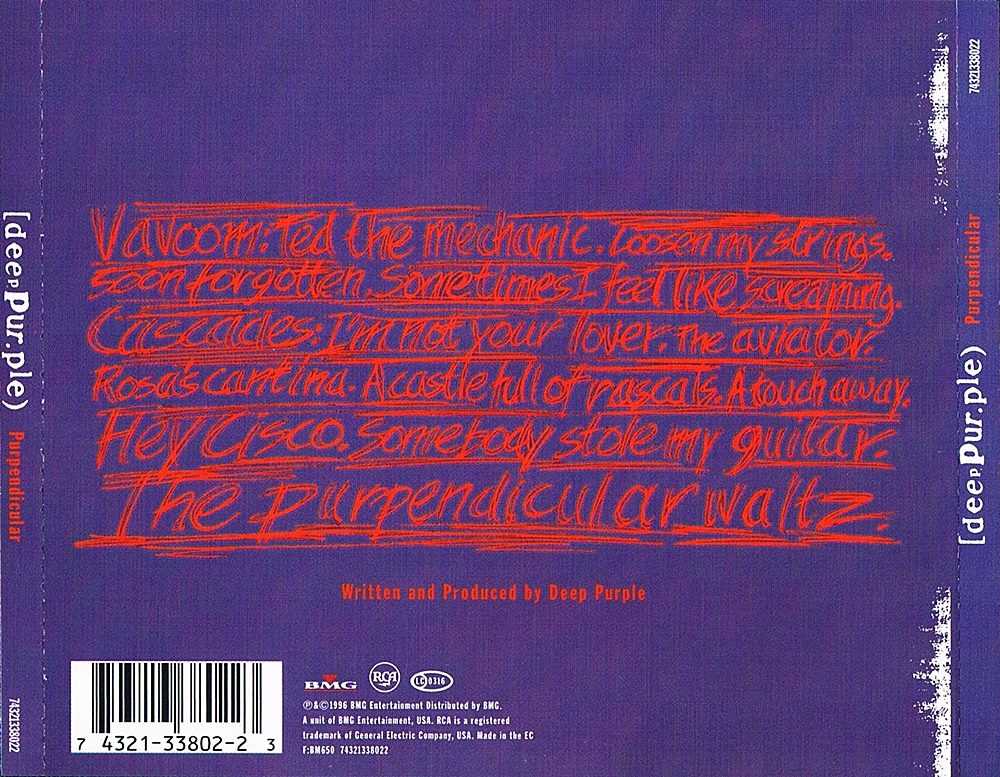 [deepPur.ple) Purpendicular 74321338022
Vavoom: Ted the mechanic. Loosen my strings.
soon forgotten. Sometimes I feel like screaming.
Cascades: I'm not your lover. The aviator.
Rosa's cantina. A castle full of rascals. A touch away.
Hey Cisco. Somebody stole my guitar.
The purpendicular waltz.
Written and Produced by Deep Purple
7 4321-33802-2 3
BMG RCA LC 0316
℗&©1996 BMG Entertainment Distributed by BMG.
A unit of BMG Entertainment, USA. RCA is a registered
trademark of General Electric Company, USA. Made in the EC
F:BM650 74321338022
[deepPur.ple) Purpendicular 74321338022